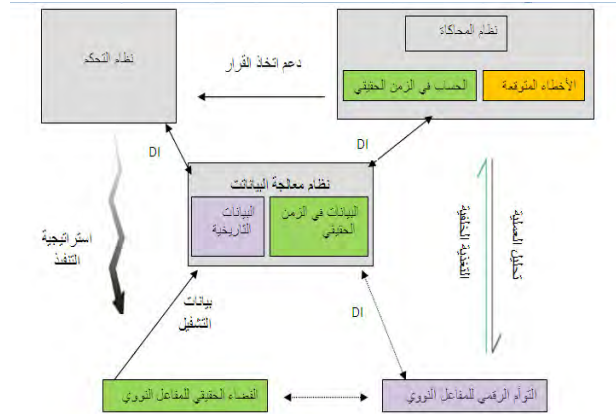 نظام المحاكاة
نظام التحكم
دعم اتخاذ القرار
الحساب في الزمن الحقيقي
الأخطاء المتوقعة
DI
DI
نظام معالجة البياناتت
البيانات
التاريخية
البيانات في الزمن
الحقيقي
استراتيجية
التنفيذ
بيانات
التشغيل
DI
التغذية الخلفية
تحليل العملية
الفضاء الحقيقي للمفاعل النووي
التوأم الرقمي للمفاعل النووي